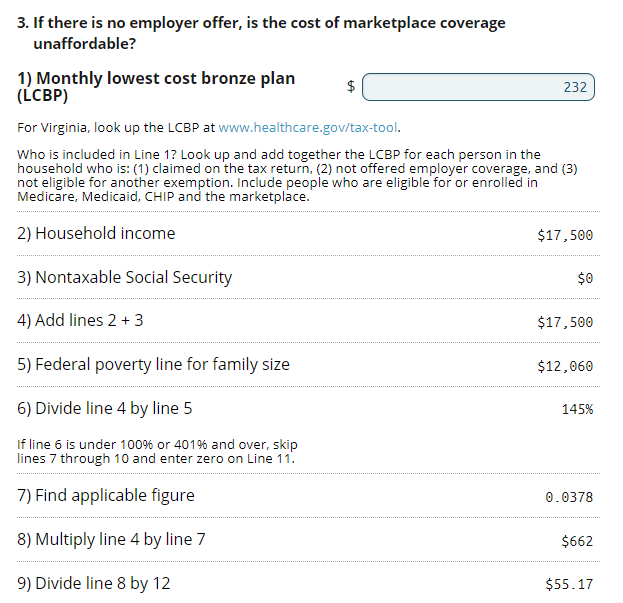 3. If there is no employer offer, is the cost of marketplace coverage
unaffordable?
1) Monthly lowest cost bronze plan
(LCBP)
$ 232
For Virginia, look up the LCBP at www.healthcare.gov/tax-tool.
Who is included in Line 1? Look up and add together the LCBP for each person in the
household who is: (1) claimed on the tax return, (2) not offered employer coverage, and (3)
not eligible for another exemption. Include people who are eligible for or enrolled in
Medicare, Medicaid, CHIP and the marketplace.
2) Household income $17,500
3) Nontaxable Social Security $0
4) Add lines 2 + 3 $17,500
5) Federal poverty line for family size $12,060
6) Divide line 4 by line 5 145%
If line 6 is under 100% or 401% and over, skip
lines 7 through 10 and enter zero on Line 11.
7) Find applicable figure 0.0378
8) Multiply line 4 by line 7 $662
9) Divide line 8 by 12 $55.17